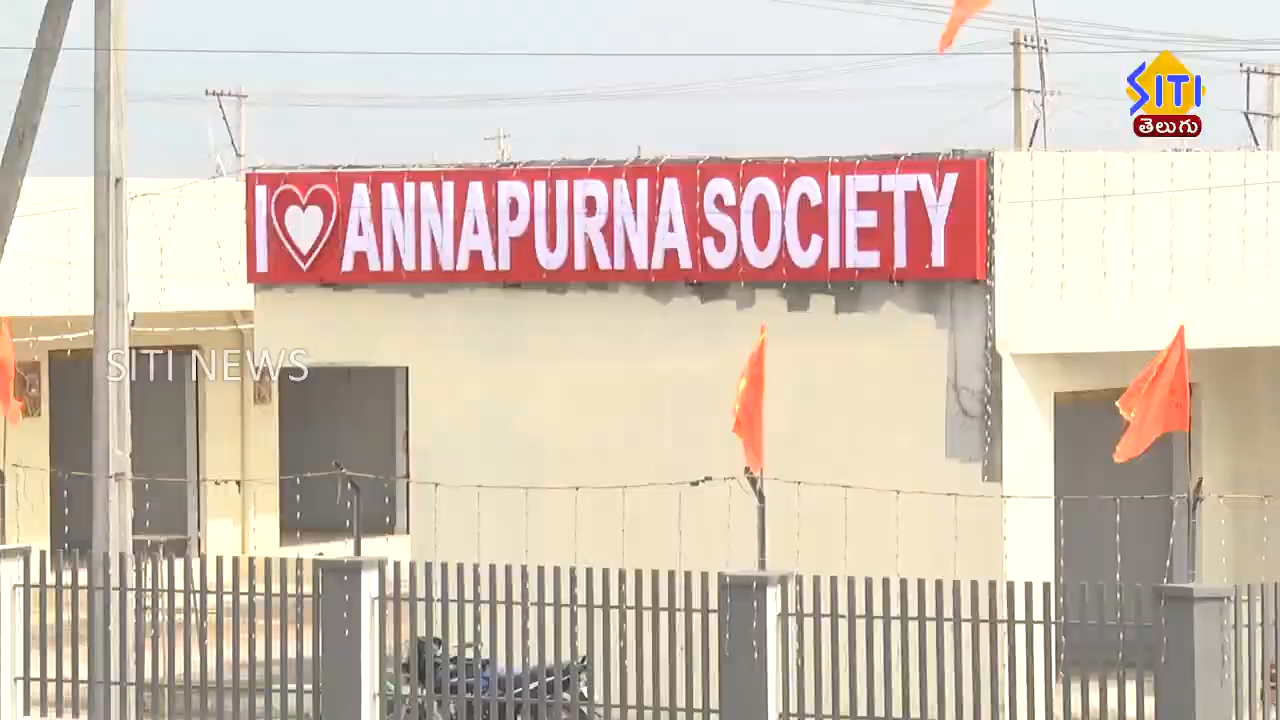 SITI
తెలుగు
I ANNAPURNA SOCIETY
SITI NEWS